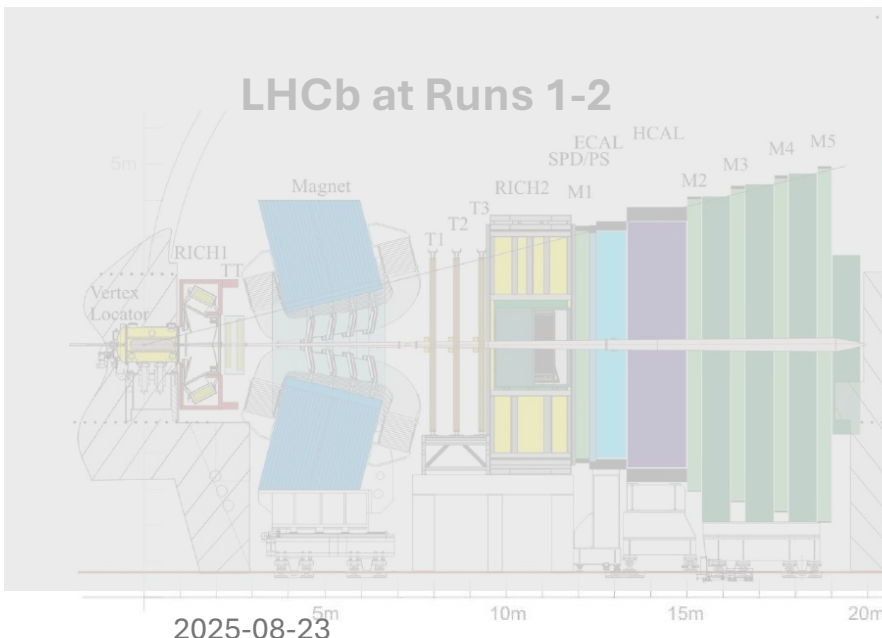 LHCb at Runs 1-2
HCAL
ECAL
SPD/PS
M5
M4
M3
M2
M1
RICH2
Magnet
T3
T2
T1
5m
RICH1
TT
Vertex
Locator
5m
10m
15m
20m
2025-08-23